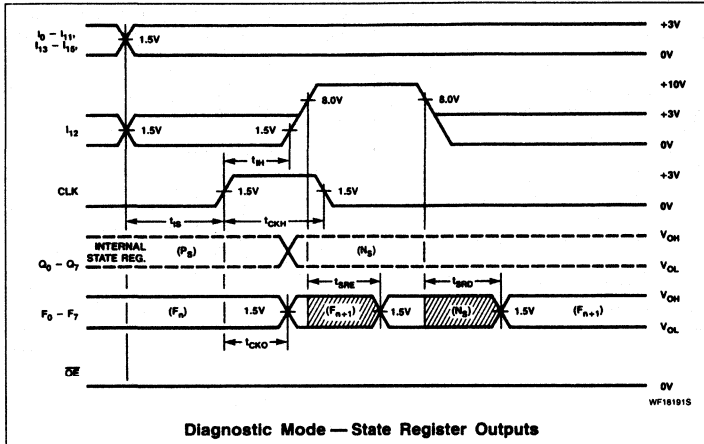 I0 – I11,
I13 – I15,
1.5V
+3V
0V
+10V
8.0V
8.0V
+3V
I12
1.5V
1.5V
0V
tIH
+3V
CLK
1.5V
1.5V
0V
tIS
tCKH
INTERNAL
STATE REG.
(PS)
(NS)
VOH
Q0 – Q7
VOL
tSRE
tSRD
VOH
F0 – F7
(Fn)
1.5V
(Fn+1)
1.5V
(NS)
1.5V
(Fn+1)
VOL
tCKO
OE
0V
WF18191S
Diagnostic Mode — State Register Outputs